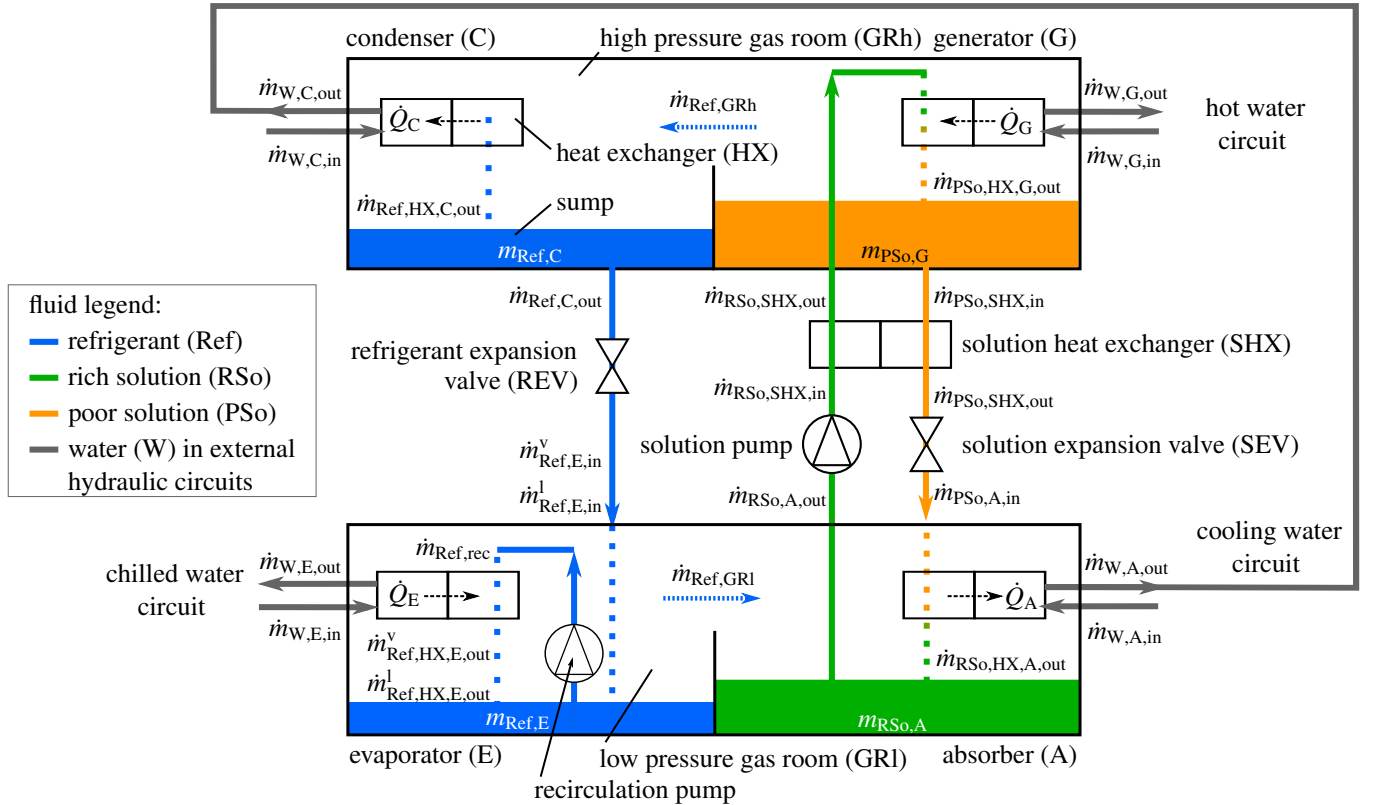 condenser (C)
high pressure gas room (GRh)
generator (G)
ṁW,C,out
Q̇C
ṁRef,GRh
Q̇G
ṁW,G,out
hot water
circuit
ṁW,C,in
heat exchanger (HX)
ṁW,G,in
ṁPSo,HX,G,out
ṁRef,HX,C,out
sump
mRef,C
mPSo,G
ṁRef,C,out
ṁRSo,SHX,out
ṁPSo,SHX,in
fluid legend:
refrigerant (Ref)
rich solution (RSo)
poor solution (PSo)
water (W) in external
hydraulic circuits
refrigerant expansion
valve (REV)
solution heat exchanger (SHX)
ṁRSo,SHX,in
ṁPSo,SHX,out
solution pump
solution expansion valve (SEV)
ṁvRef,E,in
ṁlRef,E,in
ṁRSo,A,out
ṁPSo,A,in
cooling water
circuit
chilled water
circuit
ṁW,E,out
ṁRef,rec
Q̇E
ṁRef,GRl
Q̇A
ṁW,A,out
ṁW,E,in
ṁW,A,in
ṁvRef,HX,E,out
ṁlRef,HX,E,out
ṁRSo,HX,A,out
mRef,E
mRSo,A
evaporator (E)
low pressure gas room (GRl)
absorber (A)
recirculation pump